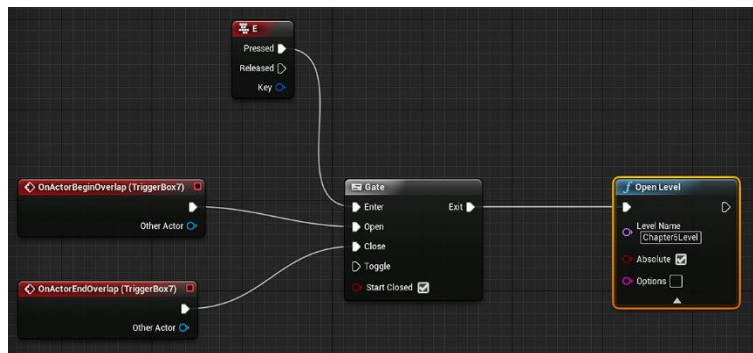 E
Pressed
Released
Key
OnActorBeginOverlap (TriggerBox7)
Other Actor
OnActorEndOverlap (TriggerBox7)
Other Actor
Gate
Enter Exit
Open
Close
Toggle
Start Closed
f Open Level
Level Name
Chapter5Level
Absolute
Options